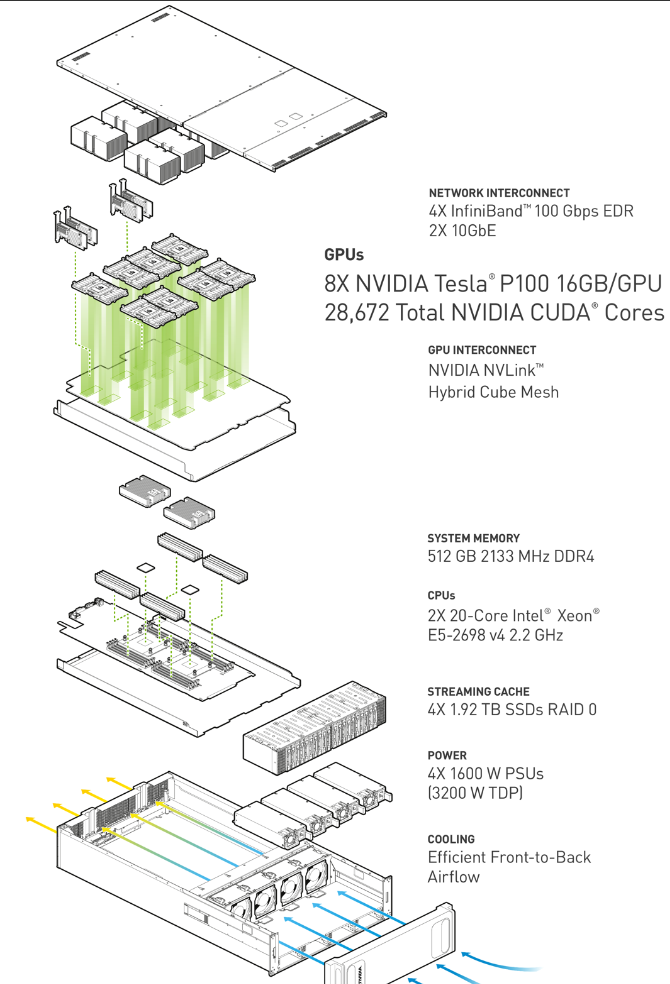 NETWORK INTERCONNECT
4X InfiniBand™ 100 Gbps EDR
2X 10GbE
GPUs
8X NVIDIA Tesla® P100 16GB/GPU
28,672 Total NVIDIA CUDA® Cores
GPU INTERCONNECT
NVIDIA NVLink™
Hybrid Cube Mesh
SYSTEM MEMORY
512 GB 2133 MHz DDR4
CPUs
2X 20-Core Intel® Xeon®
E5-2698 v4 2.2 GHz
STREAMING CACHE
4X 1.92 TB SSDs RAID 0
POWER
4X 1600 W PSUs
(3200 W TDP)
COOLING
Efficient Front-to-Back
Airflow
NVIDIA